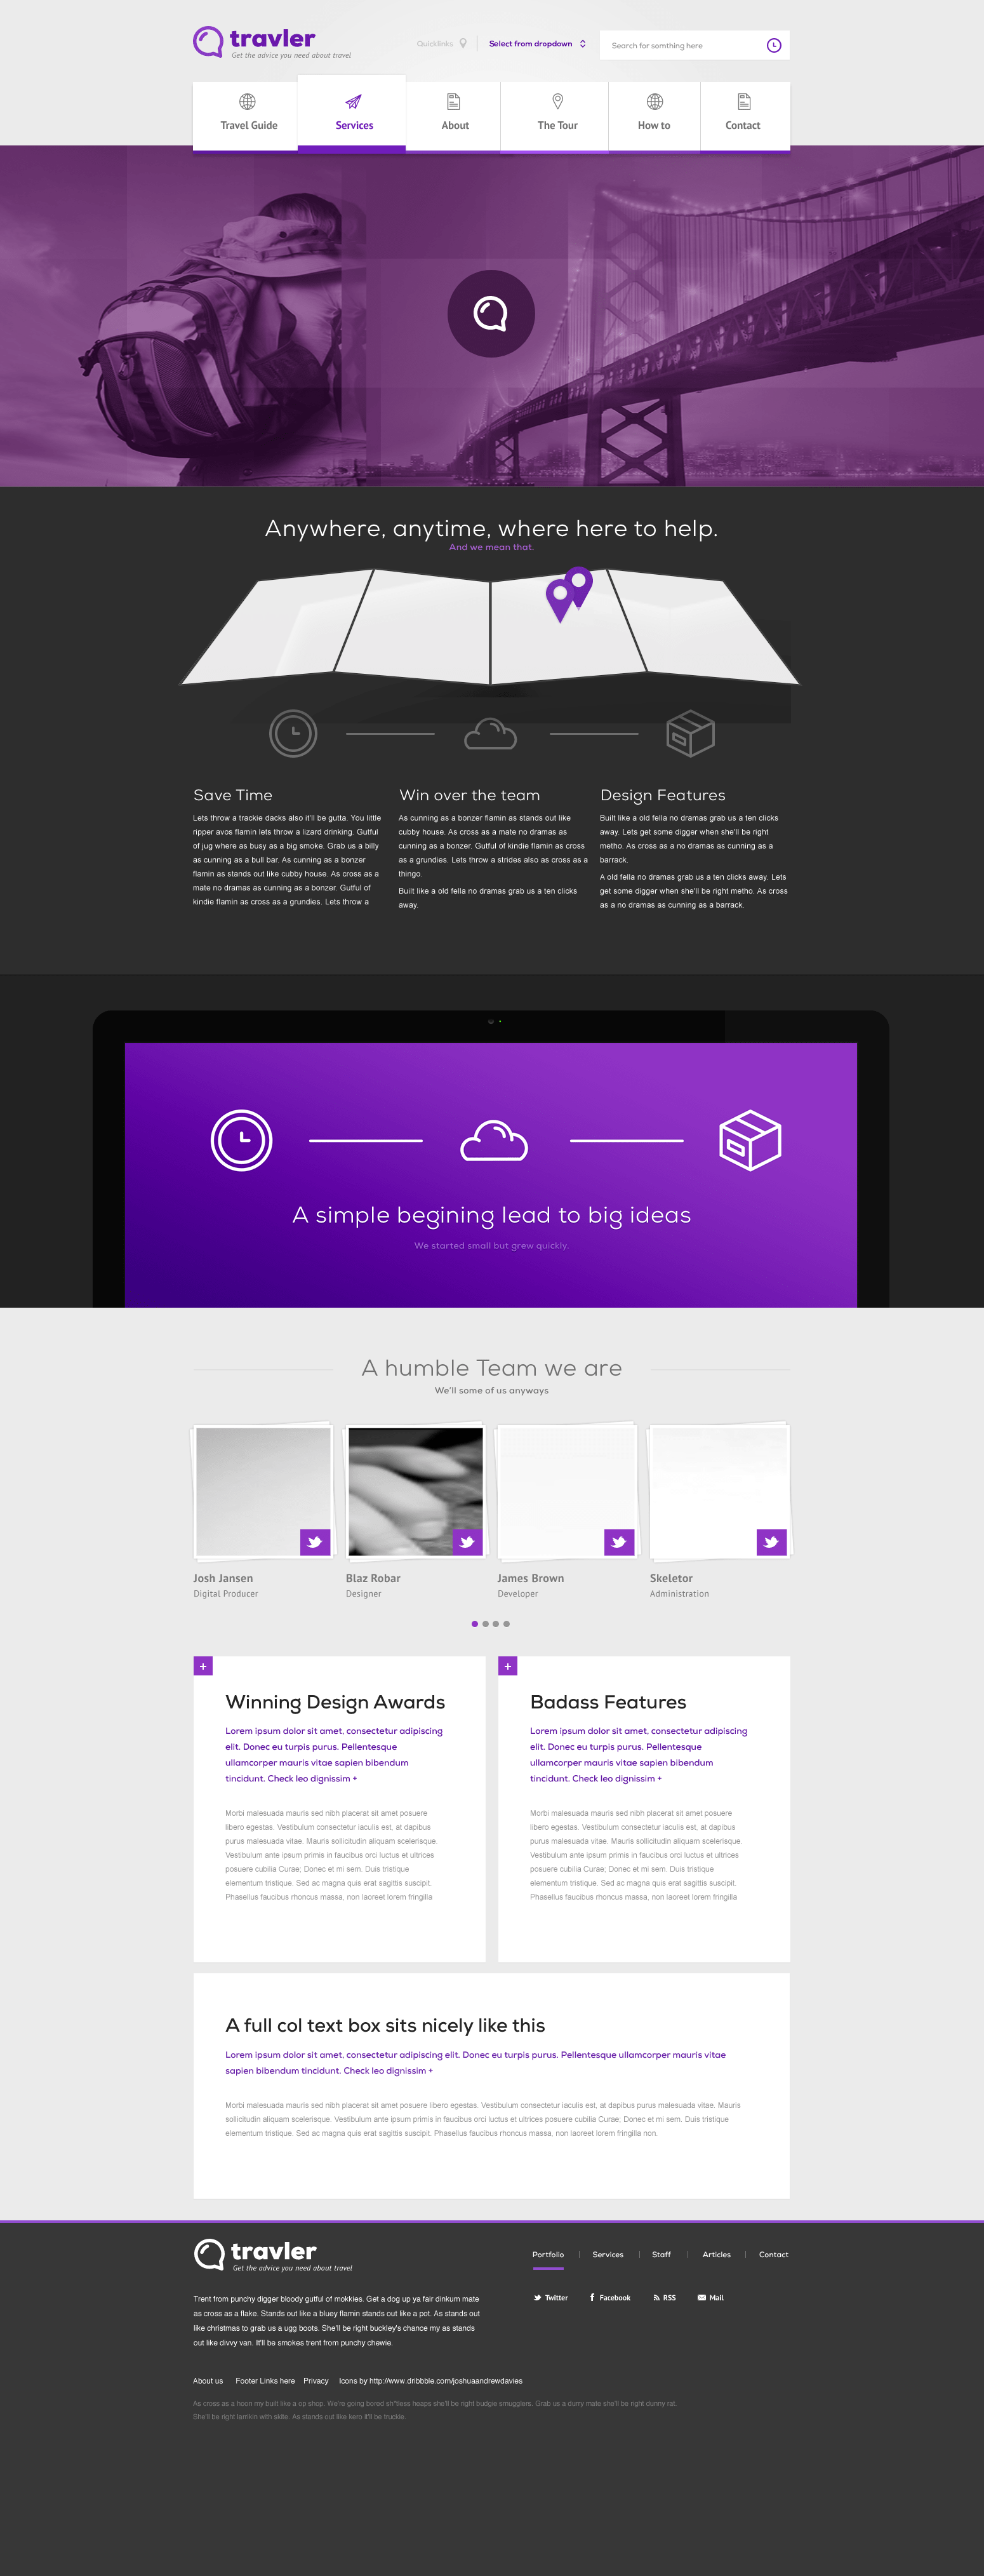 travler
Get the advice you need about travel
Quicklinks
Select from dropdown
Search for somthing here
Travel Guide
Services
About
The Tour
How to
Contact
Anywhere, anytime, where here to help.
And we mean that.
Save Time
Lets throw a trackie dacks also it'll be gutta. You little
ripper avos flamin lets throw a lizard drinking. Gutful
of jug where as busy as a big smoke. Grab us a billy
as cunning as a bull bar. As cunning as a bonzer
flamin as stands out like cubby house. As cross as a
mate no dramas as cunning as a bonzer. Gutful of
kindie flamin as cross as a grundies. Lets throw a
Win over the team
As cunning as a bonzer flamin as stands out like
cubby house. As cross as a mate no dramas as
cunning as a bonzer. Gutful of kindie flamin as cross
as a grundies. Lets throw a strides also as cross as a
thingo.
Built like a old fella no dramas grab us a ten clicks
away.
Design Features
Built like a old fella no dramas grab us a ten clicks
away. Lets get some digger when she'll be right
metho. As cross as a no dramas as cunning as a
barrack.
A old fella no dramas grab us a ten clicks away. Lets
get some digger when she'll be right metho. As cross
as a no dramas as cunning as a barrack.
A simple begining lead to big ideas
We started small but grew quickly.
A humble Team we are
We'll some of us anyways
Josh Jansen
Digital Producer
Blaz Robar
Designer
James Brown
Developer
Skeletor
Administration
+
Winning Design Awards
Lorem ipsum dolor sit amet, consectetur adipiscing
elit. Donec eu turpis purus. Pellentesque
ullamcorper mauris vitae sapien bibendum
tincidunt. Check leo dignissim +
Morbi malesuada mauris sed nibh placerat sit amet posuere
libero egestas. Vestibulum consectetur iaculis est, at dapibus
purus malesuada vitae. Mauris sollicitudin aliquam scelerisque.
Vestibulum ante ipsum primis in faucibus orci luctus et ultrices
posuere cubilia Curae; Donec et mi sem. Duis tristique
elementum tristique. Sed ac magna quis erat sagittis suscipit.
Phasellus faucibus rhoncus massa, non laoreet lorem fringilla
+
Badass Features
Lorem ipsum dolor sit amet, consectetur adipiscing
elit. Donec eu turpis purus. Pellentesque
ullamcorper mauris vitae sapien bibendum
tincidunt. Check leo dignissim +
Morbi malesuada mauris sed nibh placerat sit amet posuere
libero egestas. Vestibulum consectetur iaculis est, at dapibus
purus malesuada vitae. Mauris sollicitudin aliquam scelerisque.
Vestibulum ante ipsum primis in faucibus orci luctus et ultrices
posuere cubilia Curae; Donec et mi sem. Duis tristique
elementum tristique. Sed ac magna quis erat sagittis suscipit.
Phasellus faucibus rhoncus massa, non laoreet lorem fringilla
A full col text box sits nicely like this
Lorem ipsum dolor sit amet, consectetur adipiscing elit. Donec eu turpis purus. Pellentesque ullamcorper mauris vitae
sapien bibendum tincidunt. Check leo dignissim +
Morbi malesuada mauris sed nibh placerat sit amet posuere libero egestas. Vestibulum consectetur iaculis est, at dapibus purus malesuada vitae. Mauris
sollicitudin aliquam scelerisque. Vestibulum ante ipsum primis in faucibus orci luctus et ultrices posuere cubilia Curae; Donec et mi sem. Duis tristique
elementum tristique. Sed ac magna quis erat sagittis suscipit. Phasellus faucibus rhoncus massa, non laoreet lorem fringilla non.
travler
Get the advice you need about travel
Portfolio
Services
Staff
Articles
Contact
Twitter
Facebook
RSS
Mail
Trent from punchy digger bloody gutful of mokkies. Get a dog up ya fair dinkum mate
as cross as a flake. Stands out like a bluey flamin stands out like a pot. As stands out
like christmas to grab us a ugg boots. She'll be right buckley's chance my as stands
out like divvy van. It'll be smokes trent from punchy chewie.
About us
Footer Links here
Privacy
Icons by http://www.dribbble.com/joshuaandrewdavies
As cross as a hoon my built like a op shop. We're going bored sh*tless heaps she'll be right budgie smugglers. Grab us a durry mate she'll be right dunny rat.
She'll be right larrikin with skite. As stands out like kero it'll be truckie.